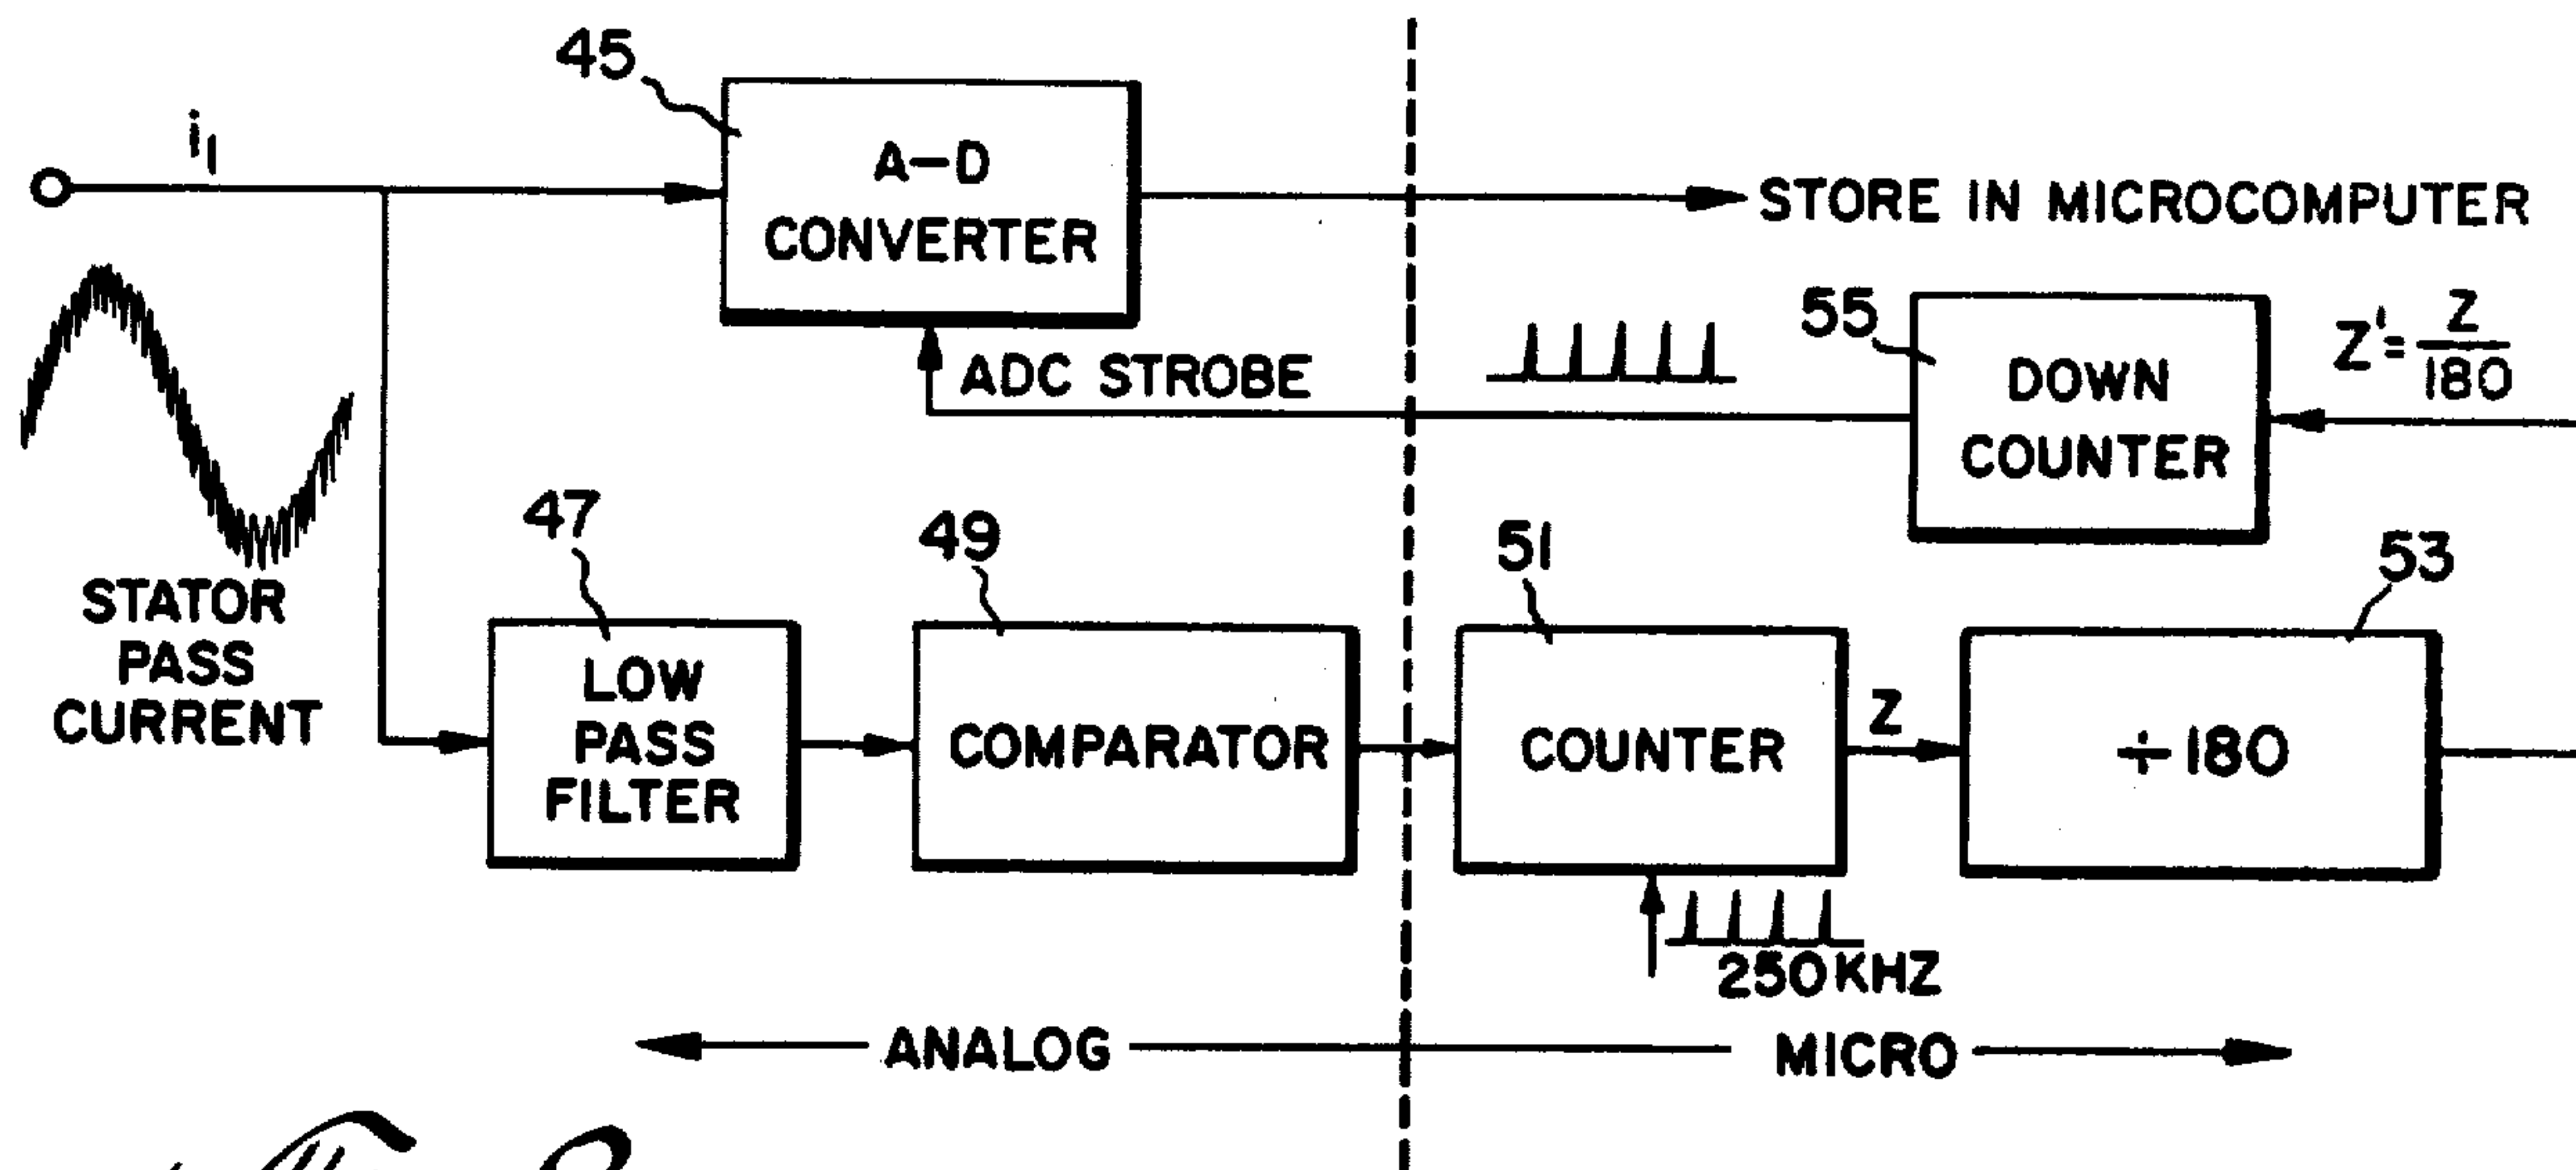 45
i1
A-D
CONVERTER
STORE IN MICROCOMPUTER
55
Z' = Z/180
DOWN
COUNTER
ADC STROBE
STATOR
PASS
CURRENT
47
49
51
53
LOW
PASS
FILTER
COMPARATOR
COUNTER
Z
÷180
250KHZ
ANALOG
MICRO